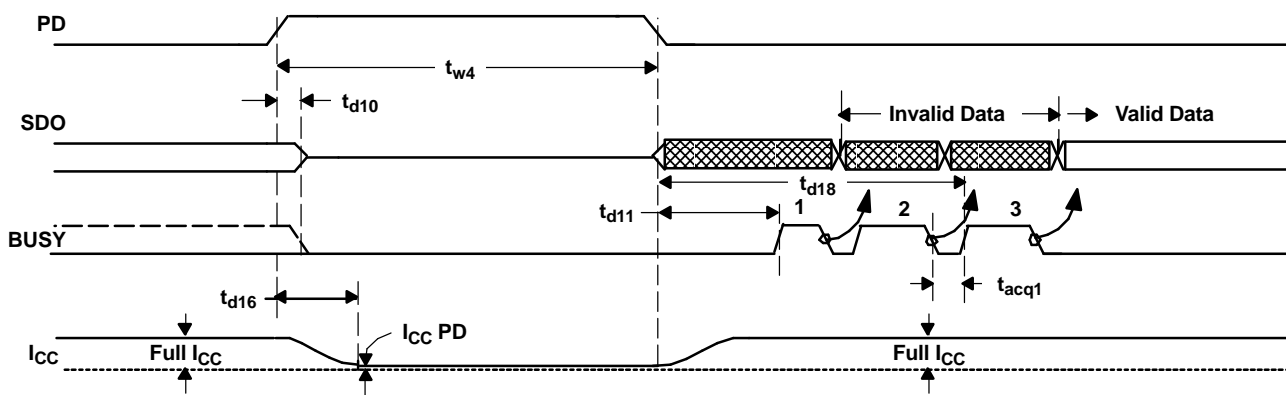 PD
tw4
td10
SDO
Invalid Data
Valid Data
td18
td11
1
2
3
BUSY
td16
tacq1
ICC PD
ICC
Full ICC
Full ICC